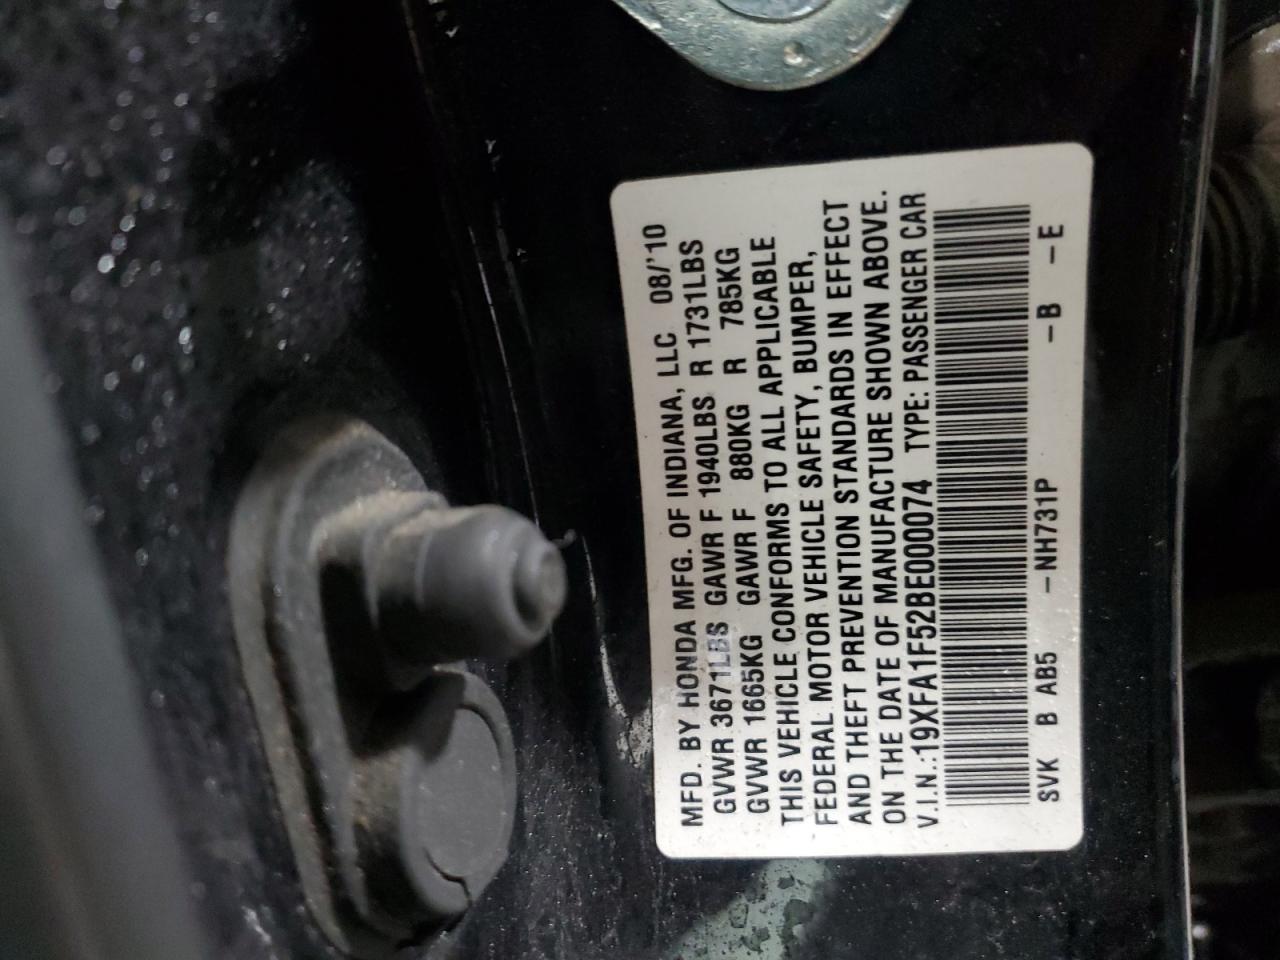 MFD. BY HONDA MFG. OF INDIANA, LLC 08/'10
GVWR 3671LBS GAWR F 1940LBS R 1731LBS
GVWR 1665KG GAWR F 880KG R 785KG
THIS VEHICLE CONFORMS TO ALL APPLICABLE
FEDERAL MOTOR VEHICLE SAFETY, BUMPER,
AND THEFT PREVENTION STANDARDS IN EFFECT
ON THE DATE OF MANUFACTURE SHOWN ABOVE.
V.I.N.:19XFA1F52BE000074 TYPE: PASSENGER CAR
SVK B AB5 -NH731P -B -E